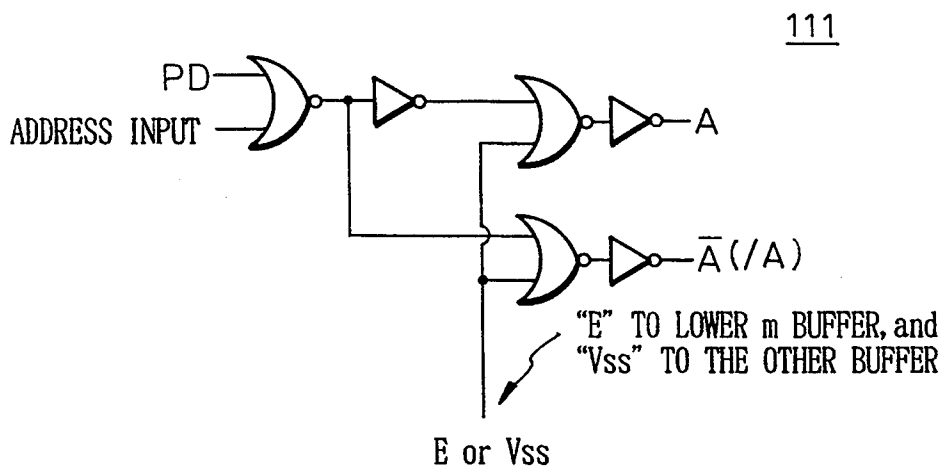 111
PD
ADDRESS INPUT
A
A̅(/A)
“E” TO LOWER m BUFFER, and
“Vss” TO THE OTHER BUFFER
E or Vss